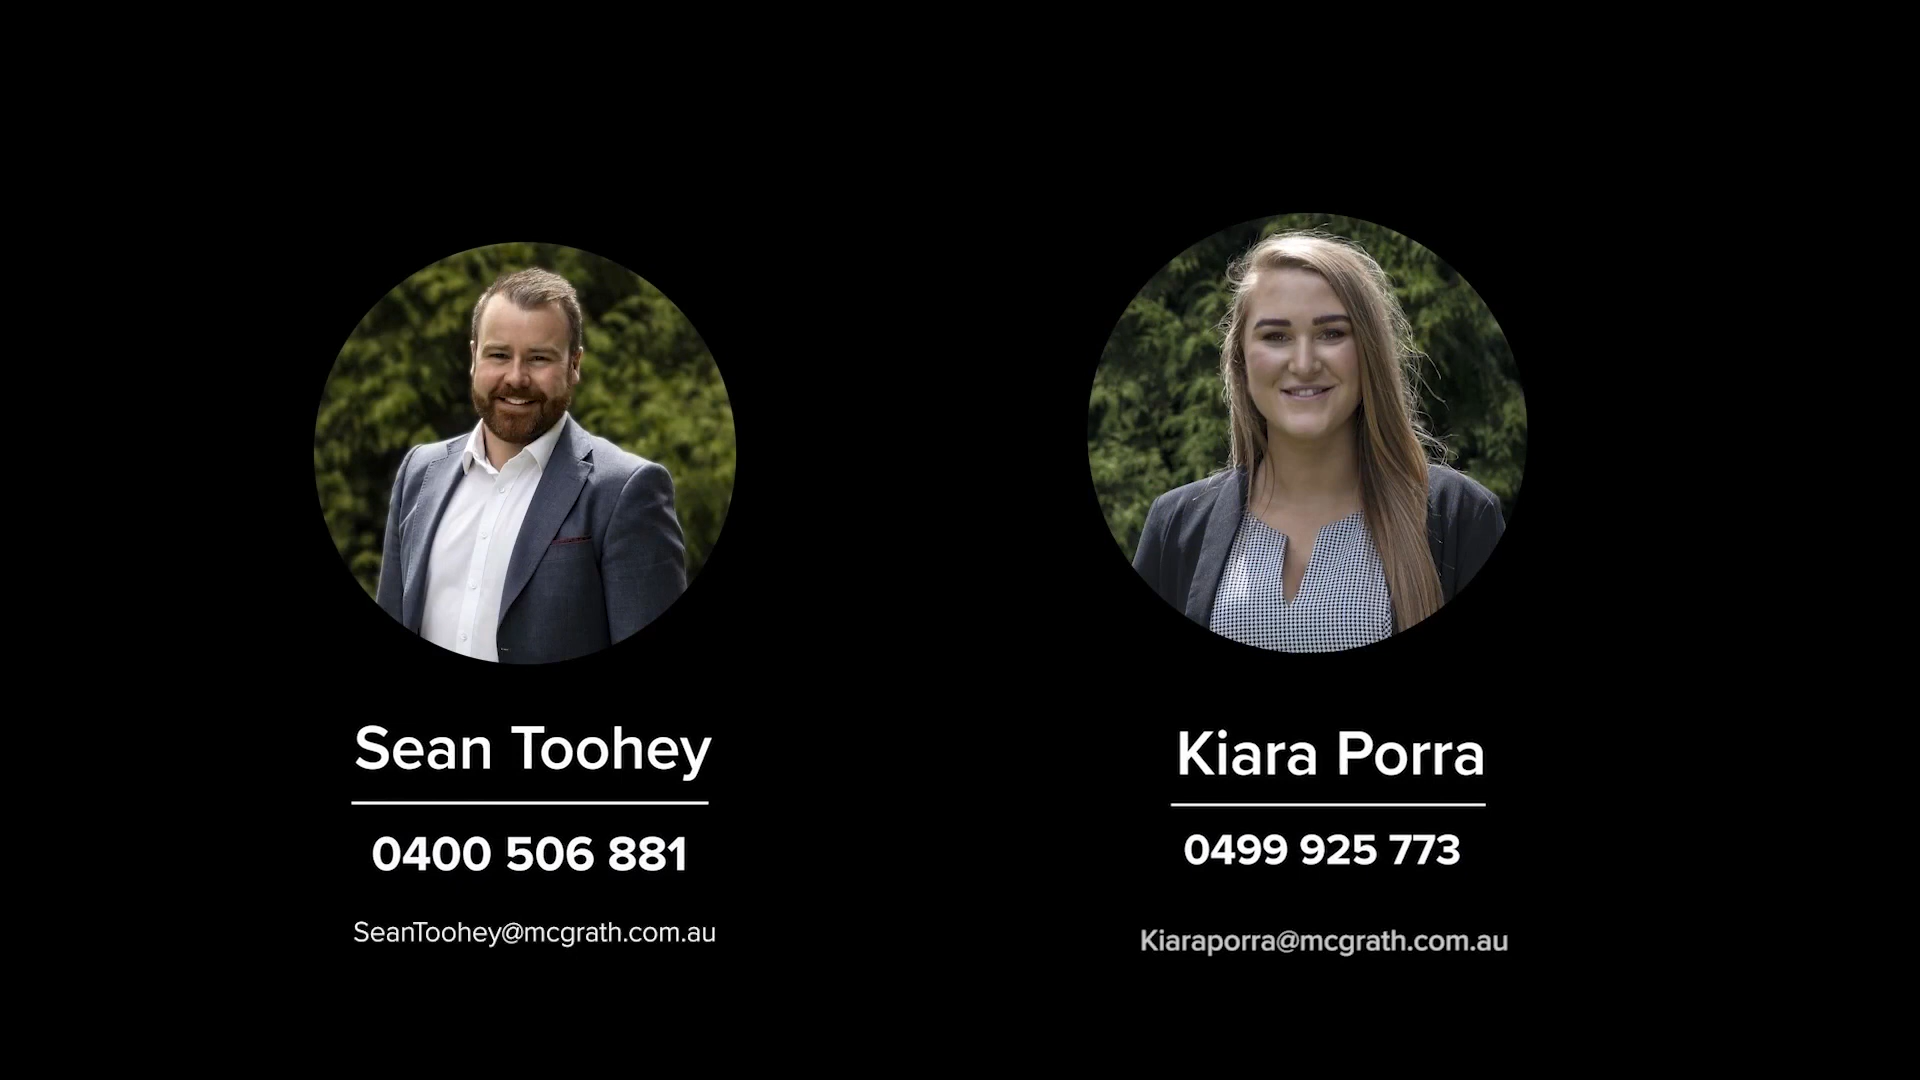 Sean Toohey
0400 506 881
SeanToohey@mcgrath.com.au
Kiara Porra
0499 925 773
Kiaraporra@mcgrath.com.au